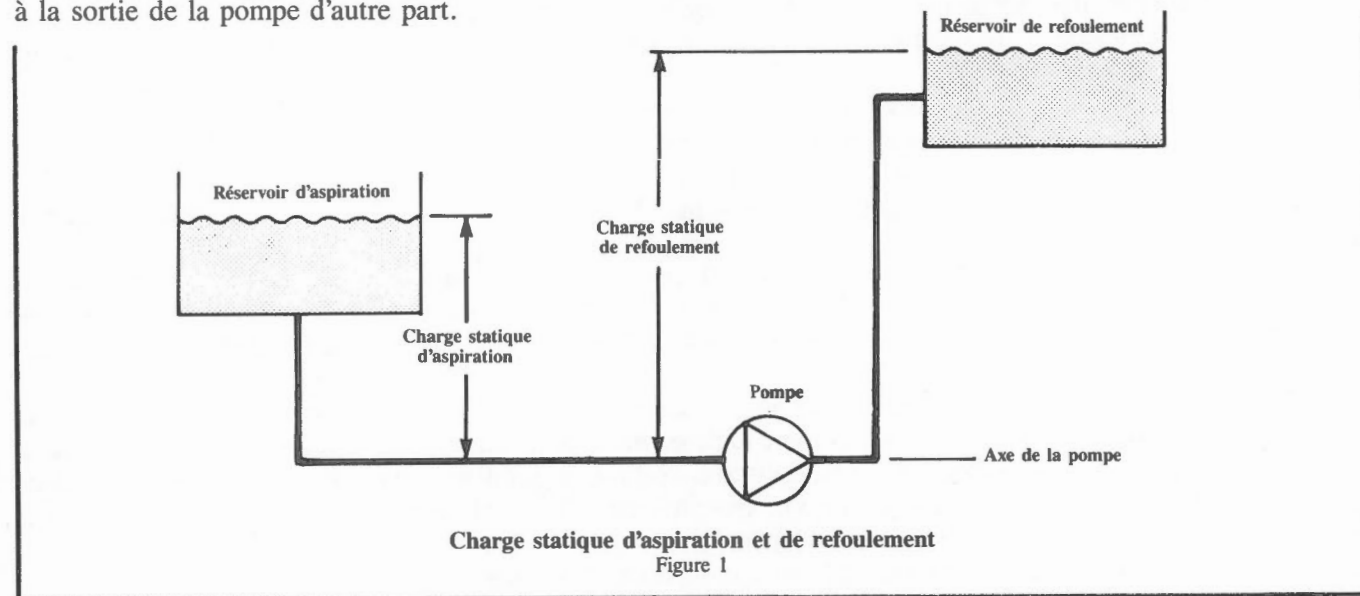 à la sortie de la pompe d'autre part.
Réservoir de refoulement
Réservoir d'aspiration
Charge statique
de refoulement
Charge statique
d'aspiration
Pompe
Axe de la pompe
Charge statique d'aspiration et de refoulement
Figure 1